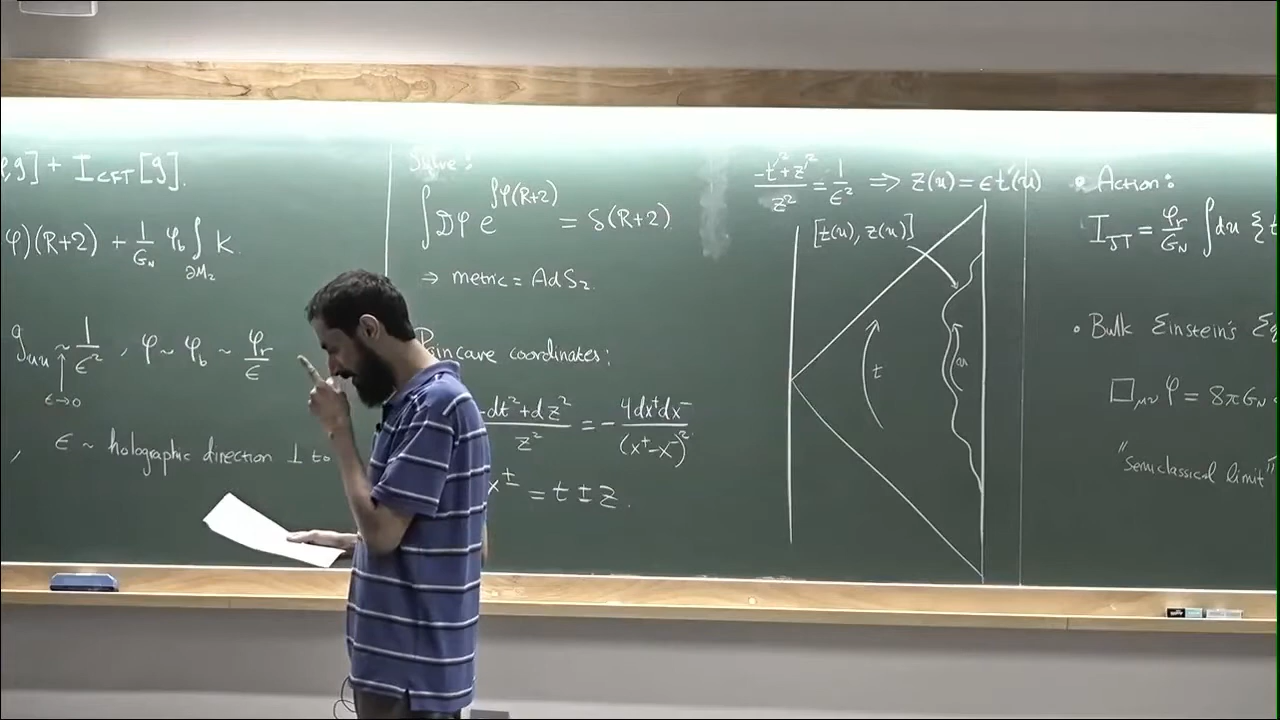 φ,g] + I_CFT[g].
φ)(R+2) + 1/G_N φ_b ∫_∂M₂ K.
g_uu ~ 1/ϵ² , φ ~ φ_b ~ φ_r/ϵ
ϵ→0
, ϵ ~ holographic direction ⊥ to
Solve:
∫Dφ e^{∫φ(R+2)} = δ(R+2)
⇒ metric = AdS₂.
Poincare coordinates:
-dt²+dz²/z² = - 4dx⁺dx⁻/(x⁺-x⁻)²
x^± = t ± z.
-t'²+z'²/z² = 1/ϵ² ⇒ z(u) = ϵt'(u)
[t(u), z(u)]
t
u
• Action:
I_JT = φ_r/G_N ∫du {t
• Bulk Einstein's Eq
□_μν φ = 8πG_N
"Semiclassical limit"